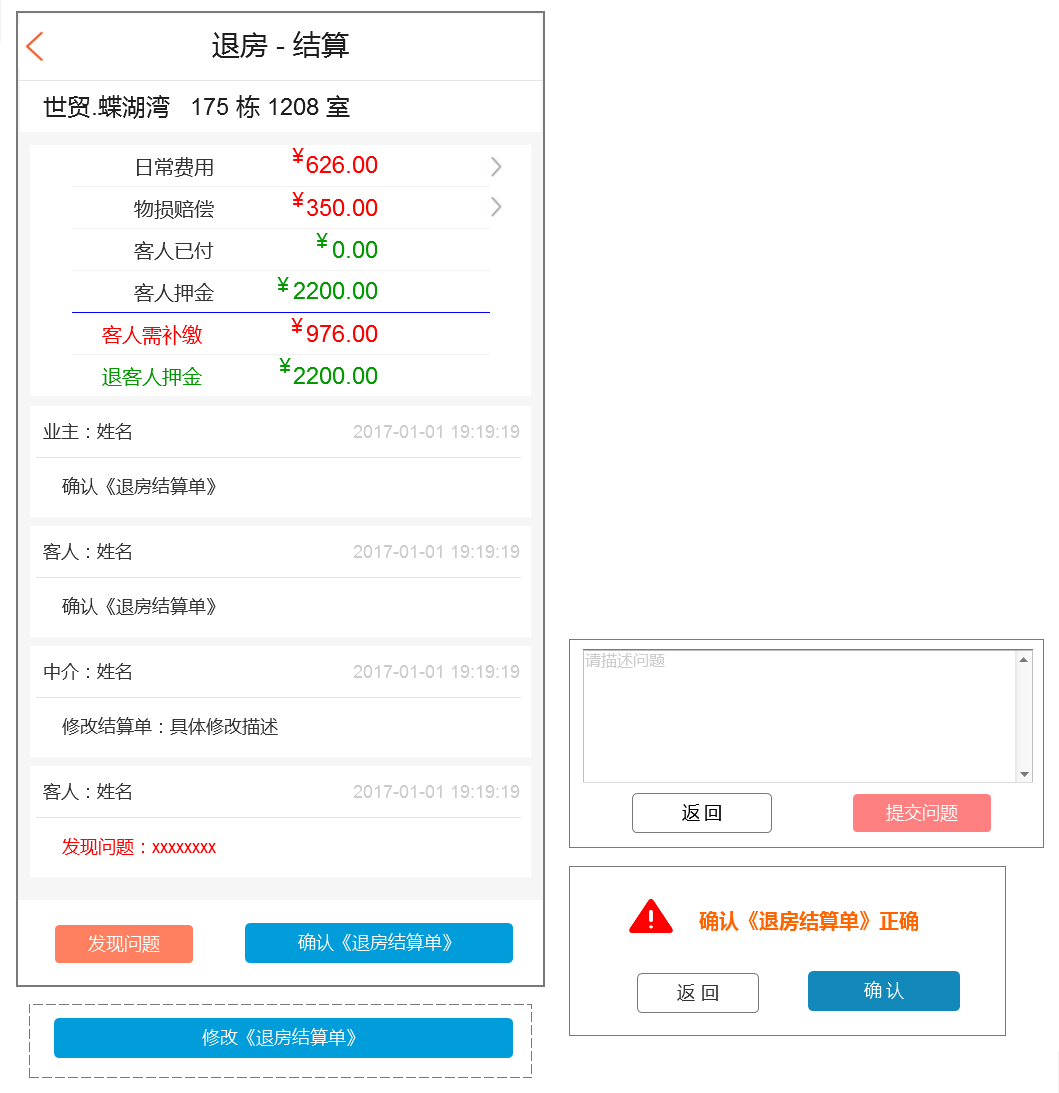 退房 - 结算
世贸.蝶湖湾 175 栋 1208 室
日常费用 ¥626.00
物损赔偿 ¥350.00
客人已付 ¥0.00
客人押金 ¥2200.00
客人需补缴 ¥976.00
退客人押金 ¥2200.00
业主：姓名 2017-01-01 19:19:19
确认《退房结算单》
客人：姓名 2017-01-01 19:19:19
确认《退房结算单》
中介：姓名 2017-01-01 19:19:19
修改结算单：具体修改描述
客人：姓名 2017-01-01 19:19:19
发现问题：xxxxxxxx
发现问题 确认《退房结算单》
修改《退房结算单》
请描述问题
返 回 提交问题
确认《退房结算单》正确
返 回 确 认